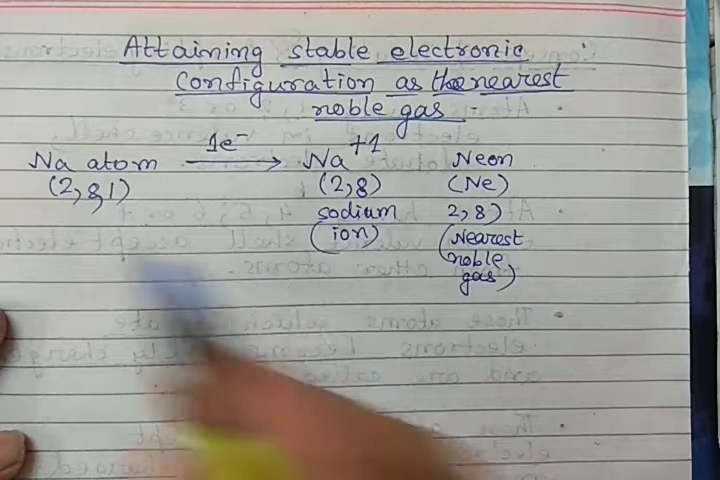 Attaining stable electronic
configuration as the nearest
noble gas
1e⁻
Na atom ⟶ Na⁺¹ Neon
(2,8,1) (2,8) (Ne)
sodium 2,8)
(ion) (Nearest
noble
gas)